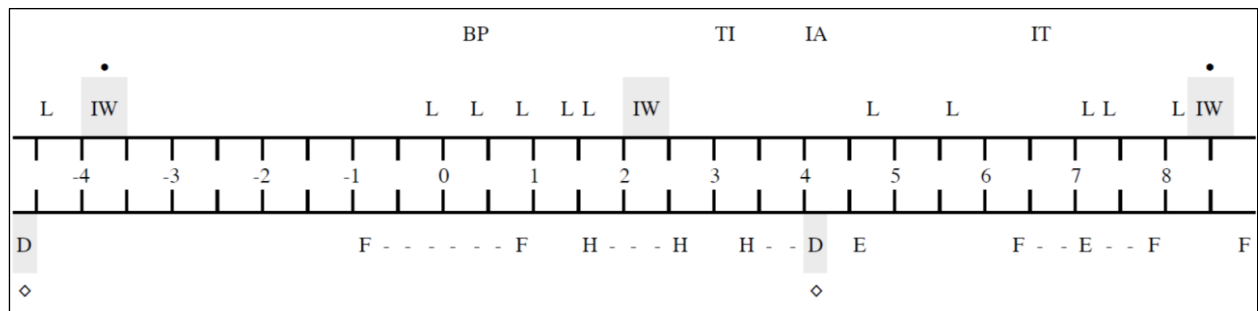 BP TI IA IT
• •
L IW L L L L L IW L L L L L IW
-4 -3 -2 -1 0 1 2 3 4 5 6 7 8
D F - - - - - - F H - - - H H - - D E F - - E - - F F
◇ ◇